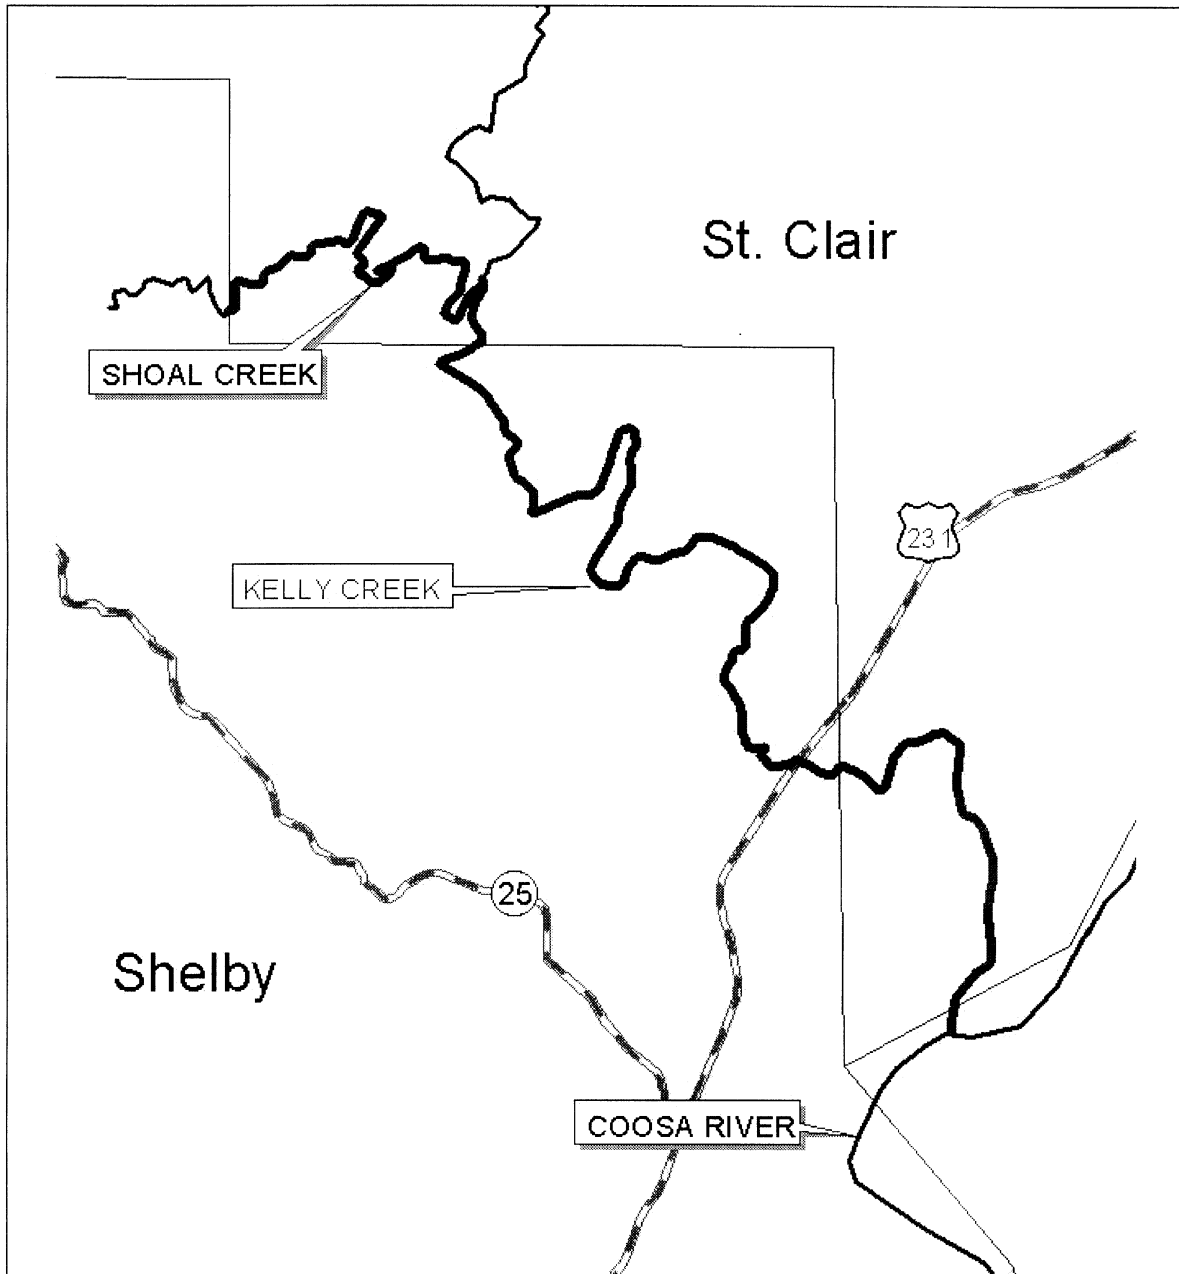 St. Clair
SHOAL CREEK
231
KELLY CREEK
25
Shelby
COOSA RIVER